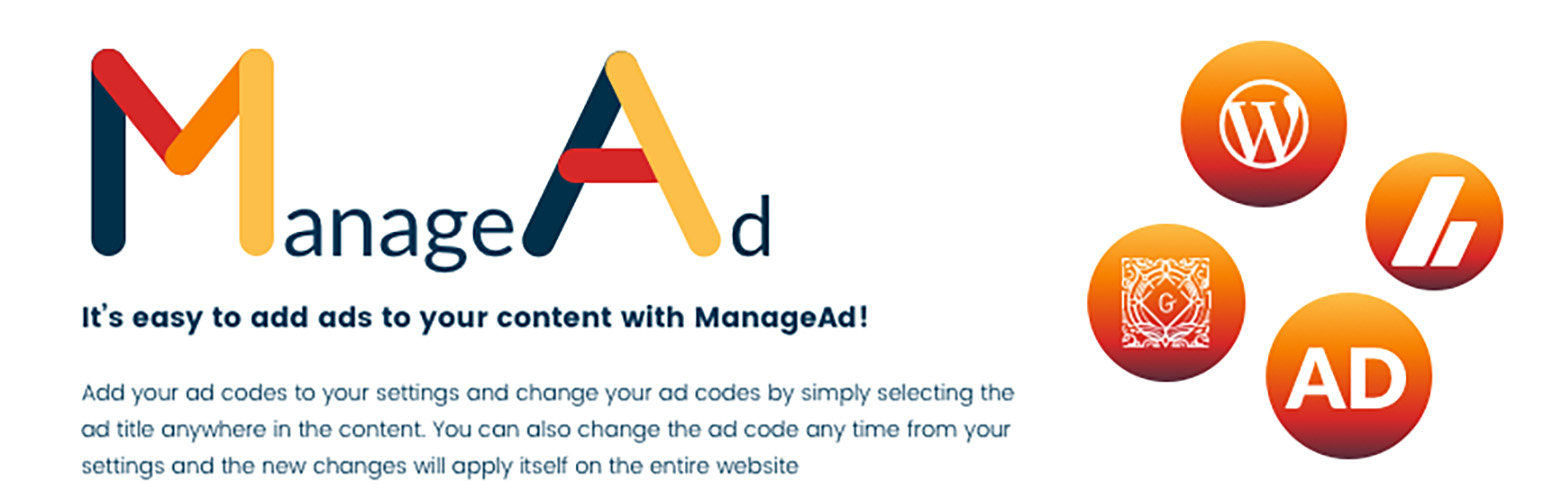 ManageAd
It's easy to add ads to your content with ManageAd!
Add your ad codes to your settings and change your ad codes by simply selecting the
ad title anywhere in the content. You can also change the ad code any time from your
settings and the new changes will apply itself on the entire website
W
G
AD